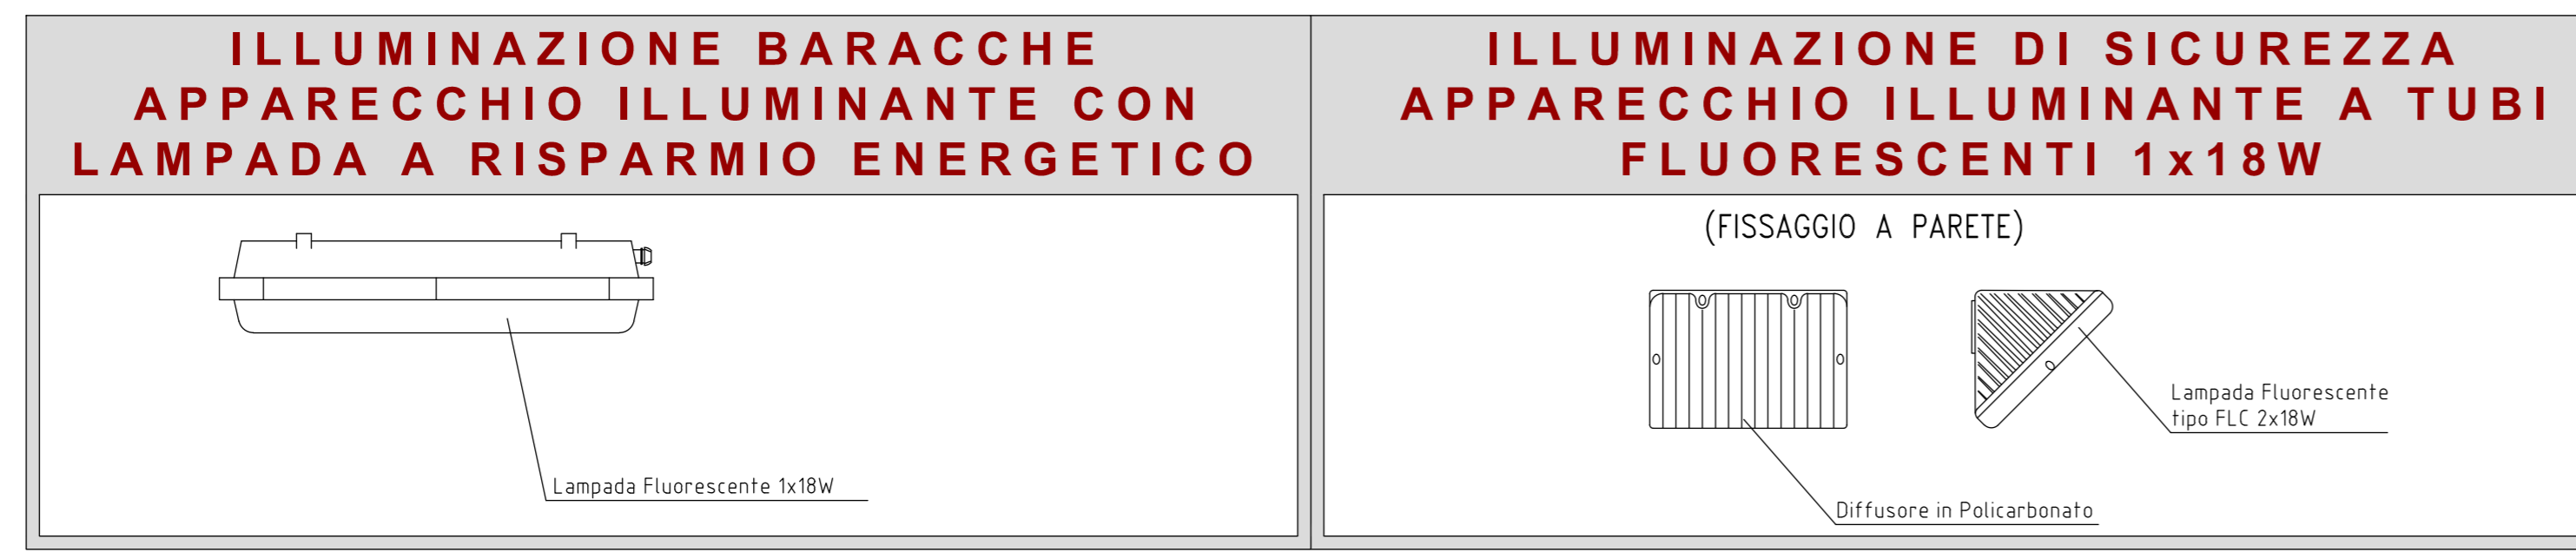 ILLUMINAZIONE BARACCHE
APPARECCHIO ILLUMINANTE CON
LAMPADA A RISPARMIO ENERGETICO
Lampada Fluorescente 1x18W
ILLUMINAZIONE DI SICUREZZA
APPARECCHIO ILLUMINANTE A TUBI
FLUORESCENTI 1x18W
(FISSAGGIO A PARETE)
Lampada Fluorescente
tipo FLC 2x18W
Diffusore in Policarbonato